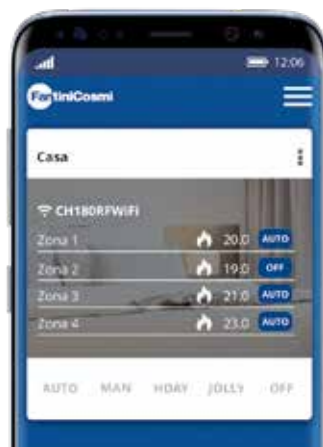 12:06
FantiniCosmi
Casa
CH180RFWIFI
Zona 1 20.0 AUTO
Zona 2 19.0 OFF
Zona 3 21.0 AUTO
Zona 4 23.0 AUTO
AUTO MAN HDAY JOLLY OFF